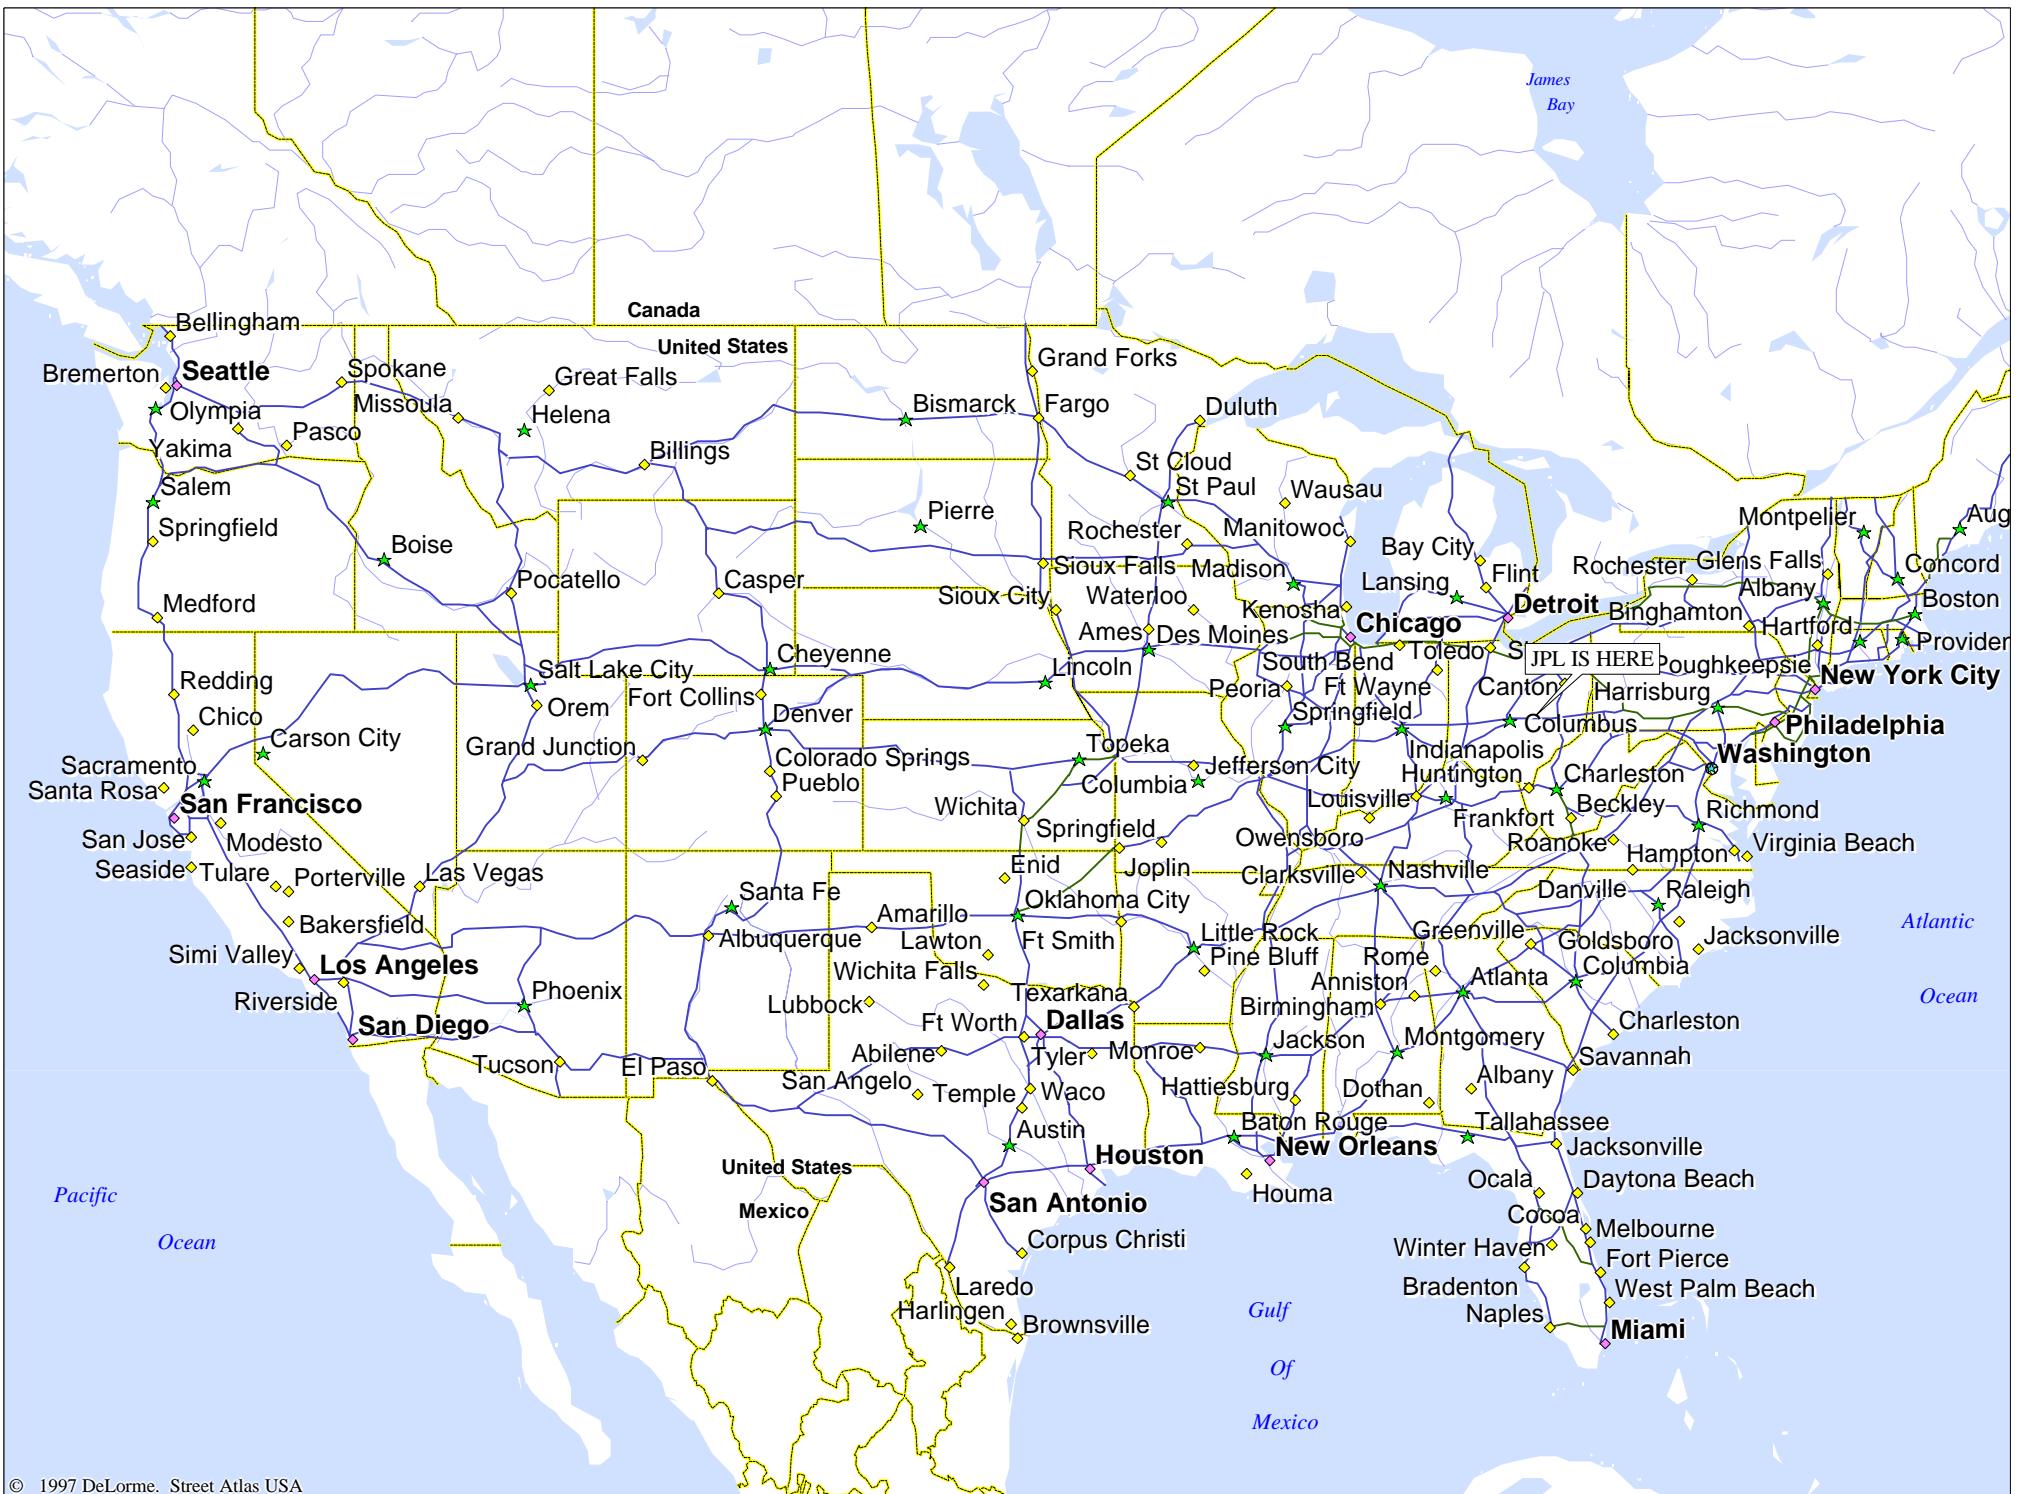 James
Bay
Canada
Bellingham
United States
Grand Forks
Bremerton
Seattle
Spokane
Great Falls
Olympia
Missoula
Helena
Bismarck
Fargo
Duluth
Yakima
Pasco
Billings
St Cloud
St Paul
Wausau
Salem
Springfield
Pierre
Rochester
Manitowoc
Montpelier
Aug
Boise
Bay City
Pocatello
Casper
Sioux Falls
Madison
Lansing
Flint
Rochester
Glens Falls
Concord
Medford
Sioux City
Waterloo
Kenosha
Detroit
Binghamton
Albany
Boston
Ames
Des Moines
Chicago
Hartford
Providen
Redding
Salt Lake City
Cheyenne
Lincoln
South Bend
Toledo
S
JPL IS HERE
Poughkeepsie
Chico
Orem
Fort Collins
Peoria
Ft Wayne
Canton
Harrisburg
New York City
Carson City
Grand Junction
Denver
Springfield
Columbus
Philadelphia
Sacramento
Colorado Springs
Topeka
Indianapolis
Washington
Santa Rosa
Pueblo
Columbia
Jefferson City
Huntington
Charleston
San Francisco
Wichita
Louisville
Frankfort
Beckley
Richmond
San Jose
Modesto
Springfield
Owensboro
Roanoke
Hampton
Virginia Beach
Seaside
Tulare
Porterville
Las Vegas
Enid
Joplin
Clarksville
Nashville
Danville
Raleigh
Bakersfield
Santa Fe
Amarillo
Oklahoma City
Atlantic
Simi Valley
Albuquerque
Lawton
Ft Smith
Little Rock
Greenville
Goldsboro
Jacksonville
Los Angeles
Wichita Falls
Pine Bluff
Rome
Columbia
Riverside
Phoenix
Lubbock
Texarkana
Anniston
Atlanta
Ocean
San Diego
Ft Worth
Dallas
Birmingham
Charleston
Tucson
El Paso
Abilene
Tyler
Monroe
Jackson
Montgomery
Savannah
San Angelo
Temple
Waco
Hattiesburg
Dothan
Albany
Austin
Baton Rouge
Tallahassee
United States
Houston
New Orleans
Jacksonville
Pacific
Mexico
San Antonio
Houma
Ocala
Daytona Beach
Ocean
Corpus Christi
Cocoa
Melbourne
Winter Haven
Fort Pierce
Laredo
Bradenton
West Palm Beach
Harlingen
Brownsville
Gulf
Naples
Miami
Of
Mexico
© 1997 DeLorme. Street Atlas USA